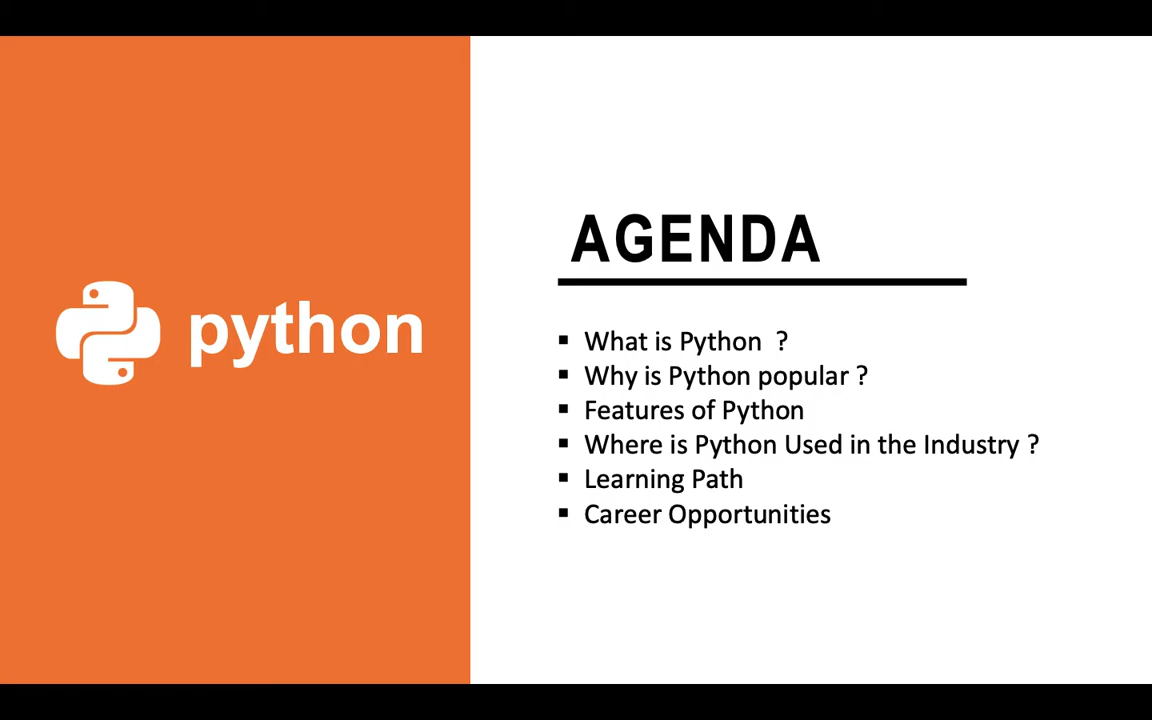 python
AGENDA
▪ What is Python  ?
▪ Why is Python popular ?
▪ Features of Python
▪ Where is Python Used in the Industry ?
▪ Learning Path
▪ Career Opportunities